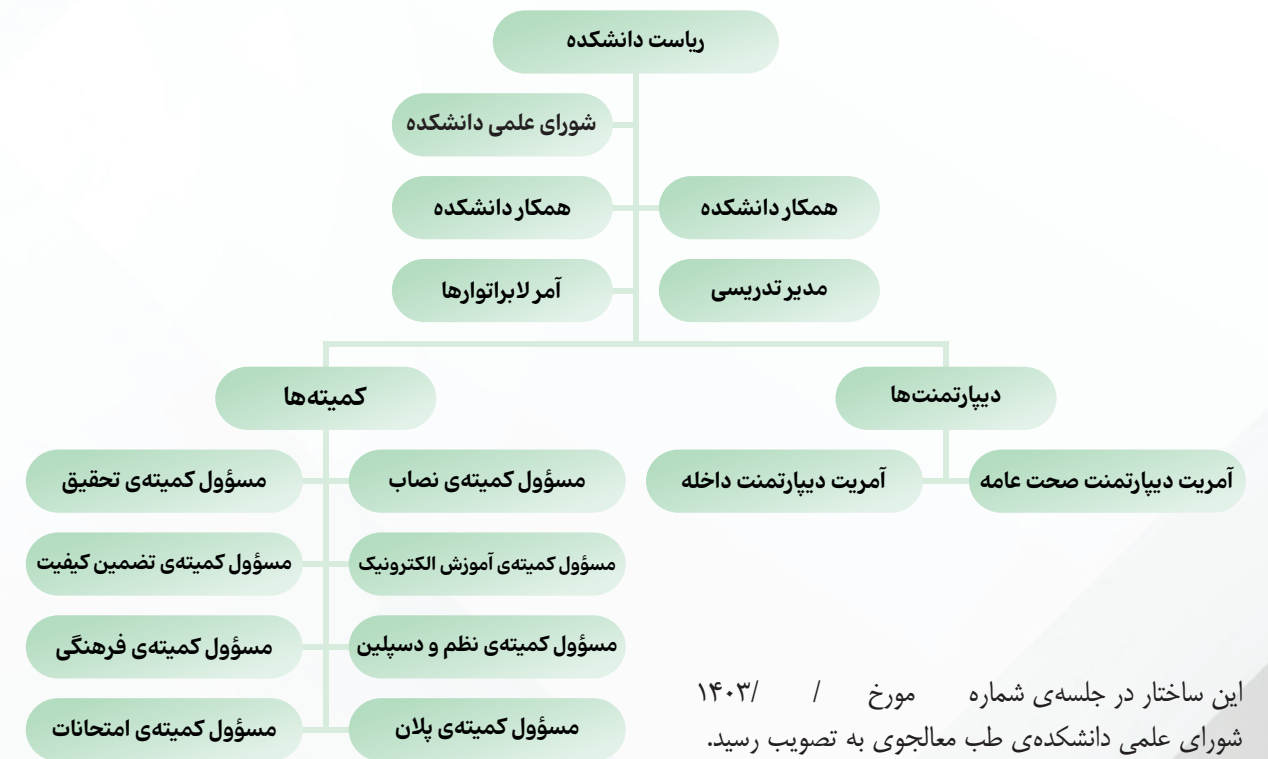 ریاست دانشکده
شورای علمی دانشکده
همکار دانشکده
همکار دانشکده
مدیر تدریسی
آمر لابراتوارها
دیپارتمنت‌ها
کمیته‌ها
آمریت دیپارتمنت صحت عامه
آمریت دیپارتمنت داخله
مسؤول کمیته‌ی نصاب
مسؤول کمیته‌ی تحقیق
مسؤول کمیته‌ی آموزش الکترونیک
مسؤول کمیته‌ی تضمین کیفیت
مسؤول کمیته‌ی نظم و دسپلین
مسؤول کمیته‌ی فرهنگی
مسؤول کمیته‌ی پلان
مسؤول کمیته‌ی امتحانات
این ساختار در جلسه‌ی شماره     مورخ     /     /۱۴۰۳
شورای علمی دانشکده‌ی طب معالجوی به تصویب رسید.